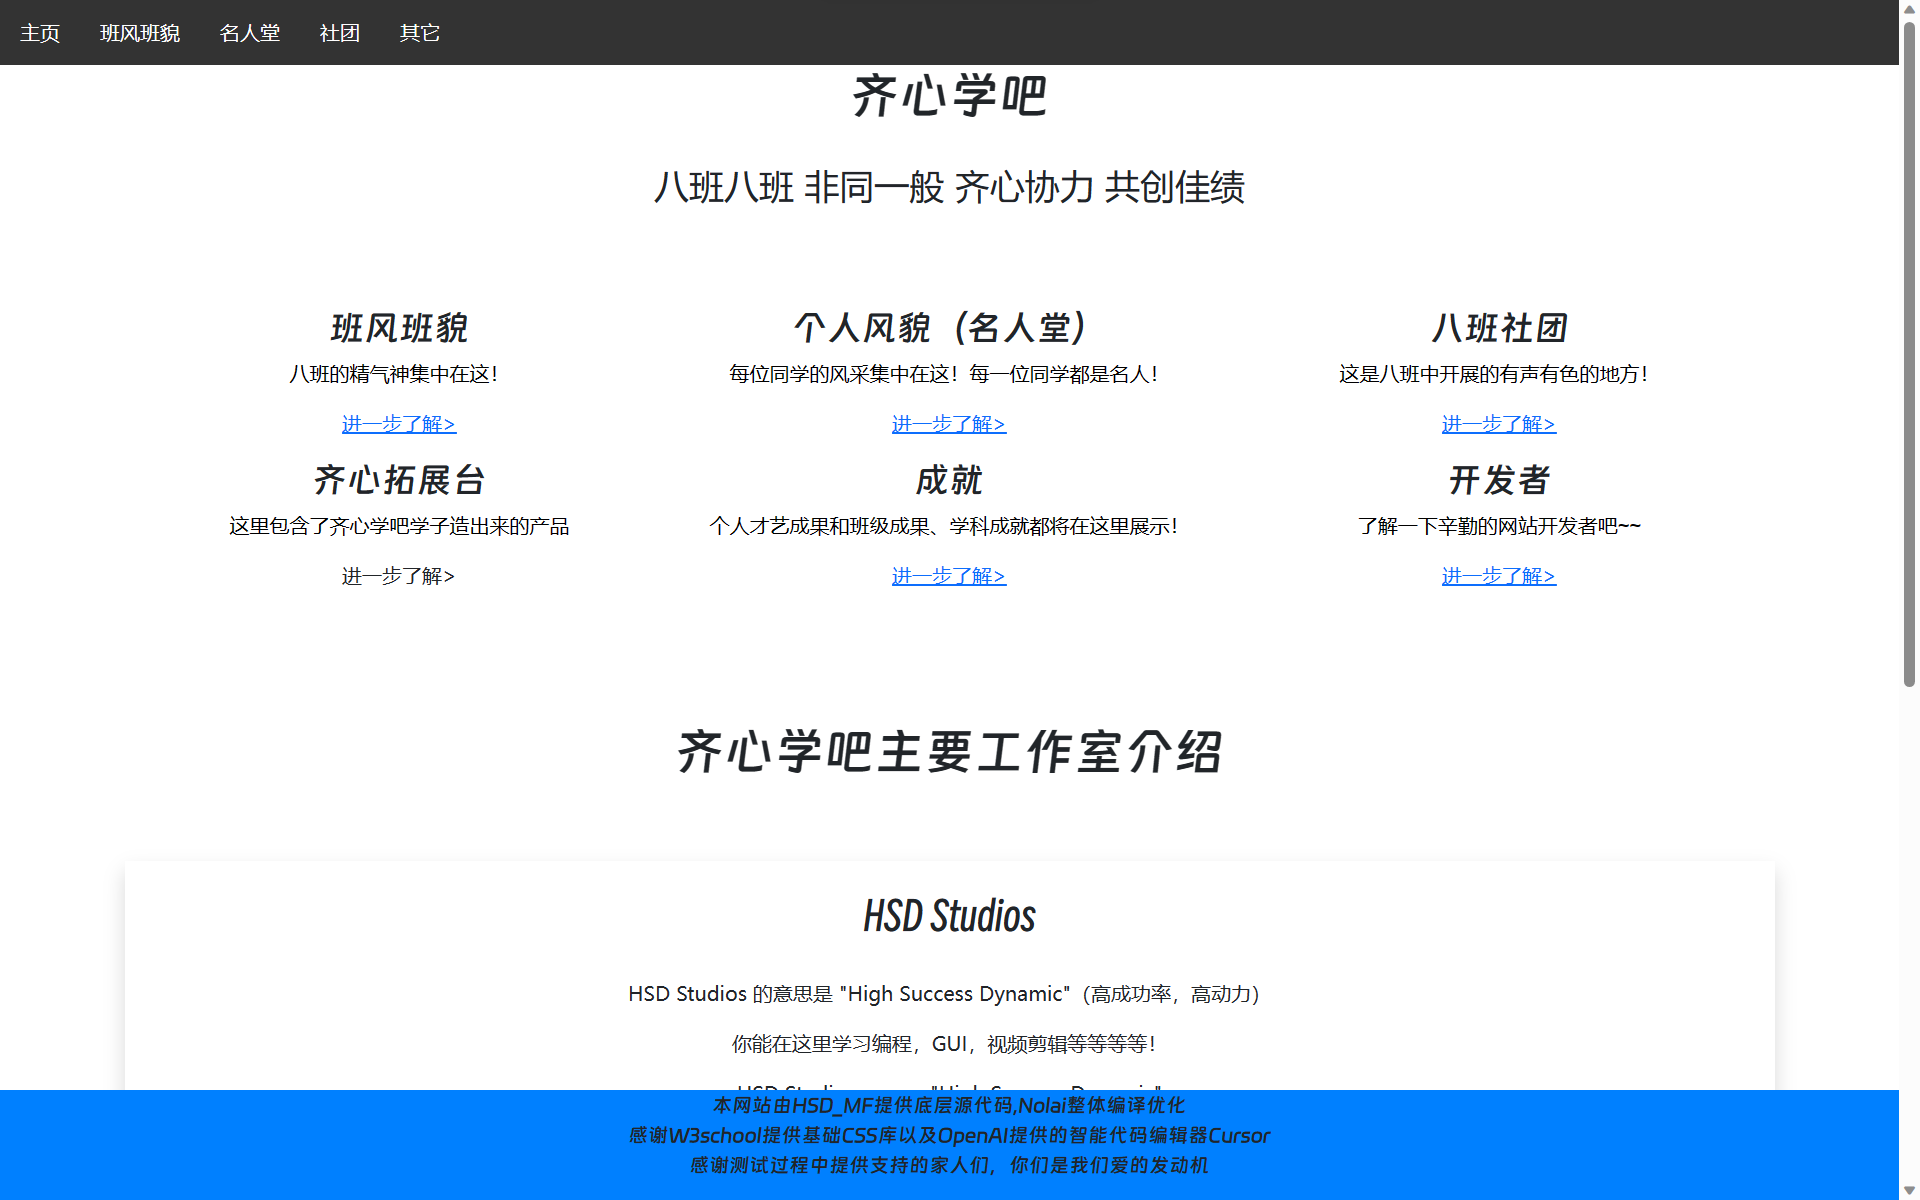 主页 班风班貌 名人堂 社团 其它
齐心学吧
八班八班 非同一般 齐心协力 共创佳绩
班风班貌 个人风貌（名人堂） 八班社团
八班的精气神集中在这！ 每位同学的风采集中在这！每一位同学都是名人！ 这是八班中开展的有声有色的地方！
进一步了解> 进一步了解> 进一步了解>
齐心拓展台 成就 开发者
这里包含了齐心学吧学子造出来的产品 个人才艺成果和班级成果、学科成就都将在这里展示！ 了解一下辛勤的网站开发者吧~~
进一步了解> 进一步了解> 进一步了解>
齐心学吧主要工作室介绍
HSD Studios
HSD Studios 的意思是 "High Success Dynamic"（高成功率，高动力）
你能在这里学习编程，GUI，视频剪辑等等等等！
本网站由HSD_MF提供底层源代码,Nolai整体编译优化
感谢W3school提供基础CSS库以及OpenAI提供的智能代码编辑器Cursor
感谢测试过程中提供支持的家人们，你们是我们爱的发动机